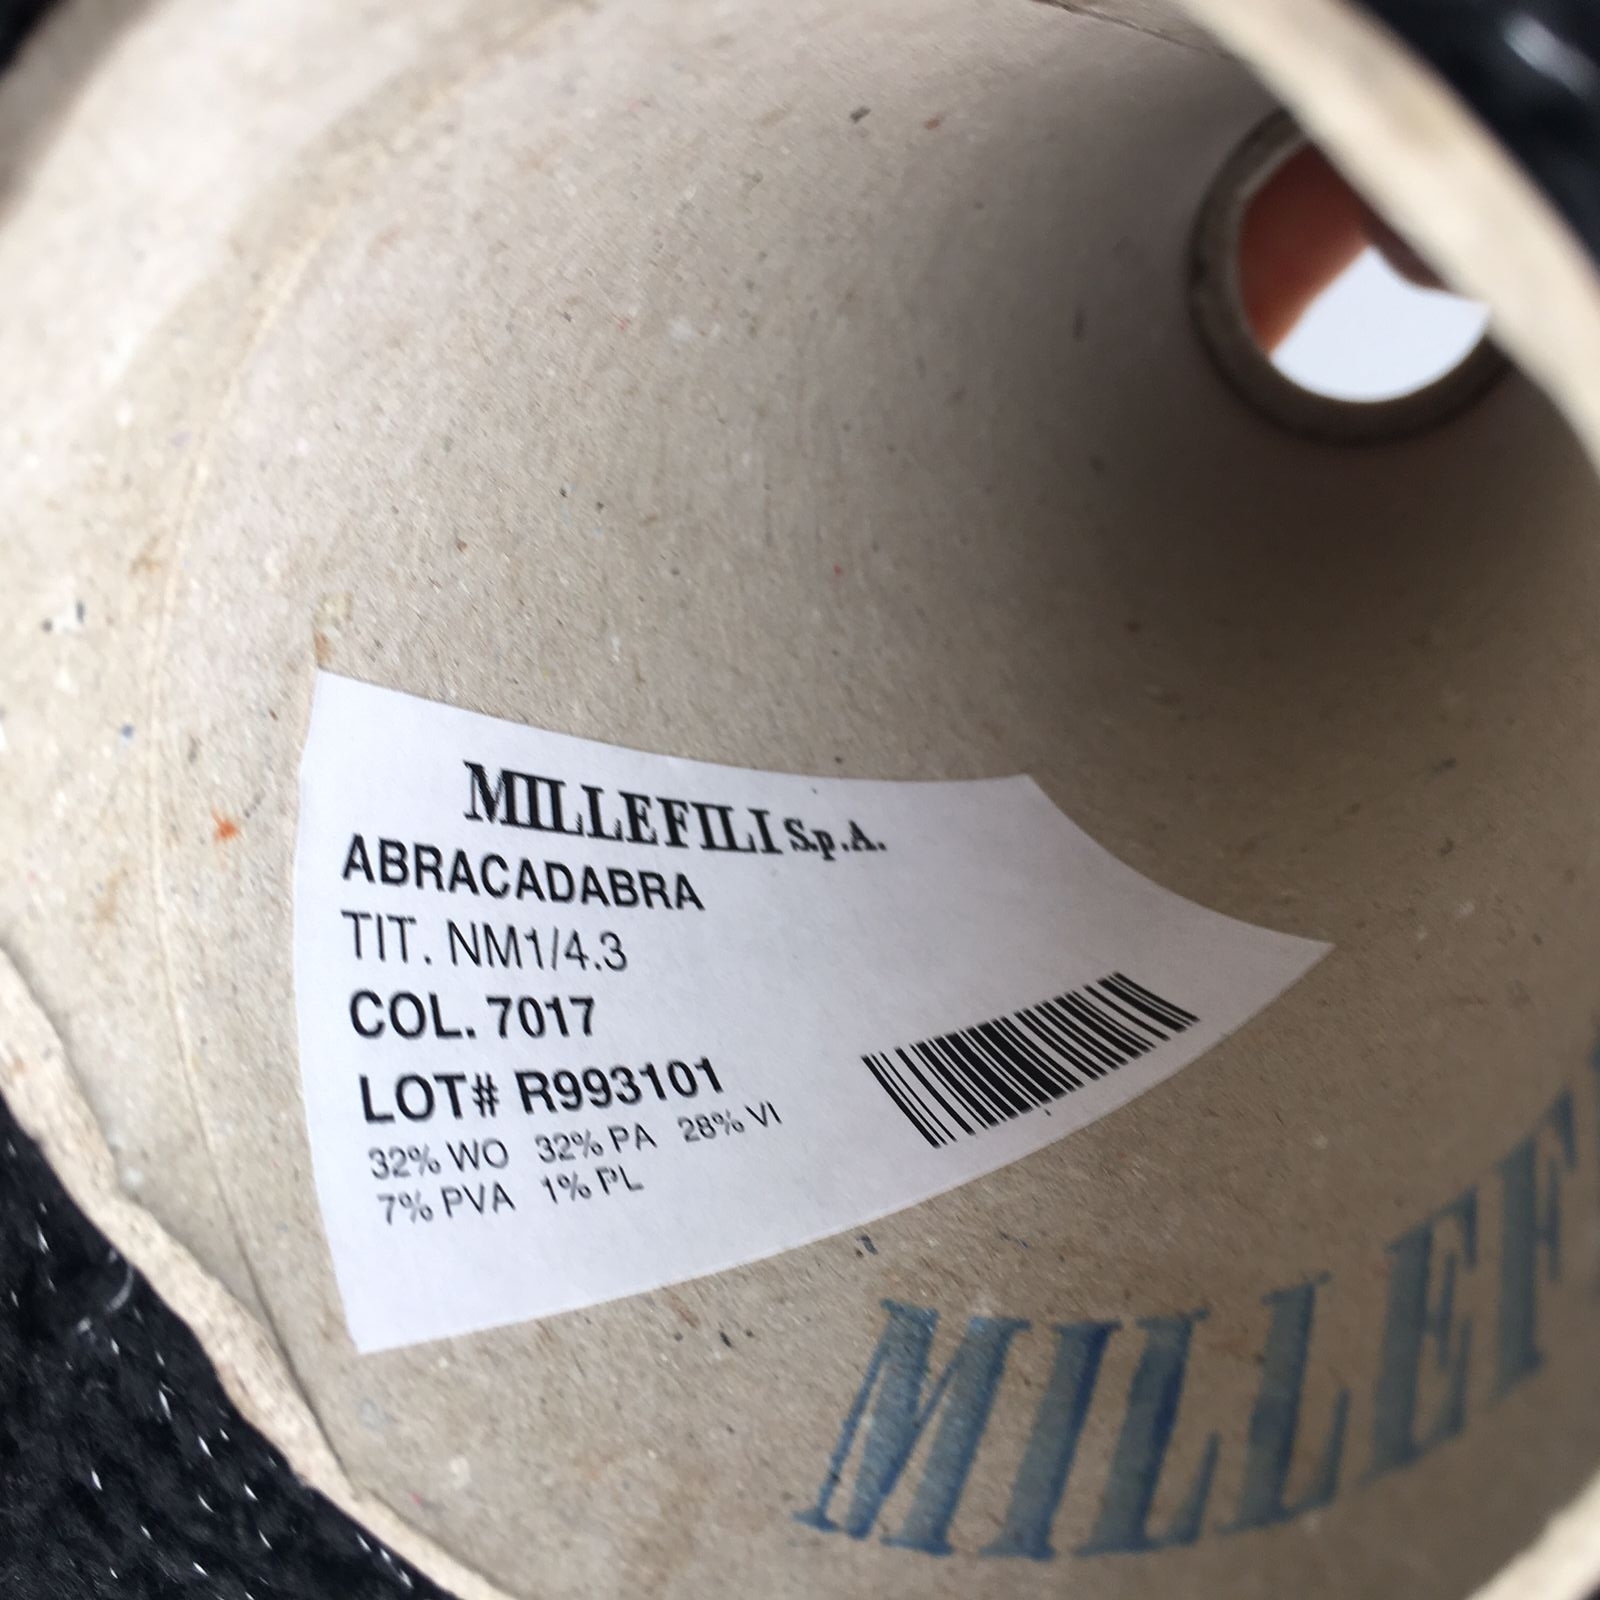 MILLEFILI S.p.A.
ABRACADABRA
TIT. NM1/4.3
COL. 7017
LOT# R993101
32% WO 32% PA 28% VI
7% PVA 1% PL
MILLEF